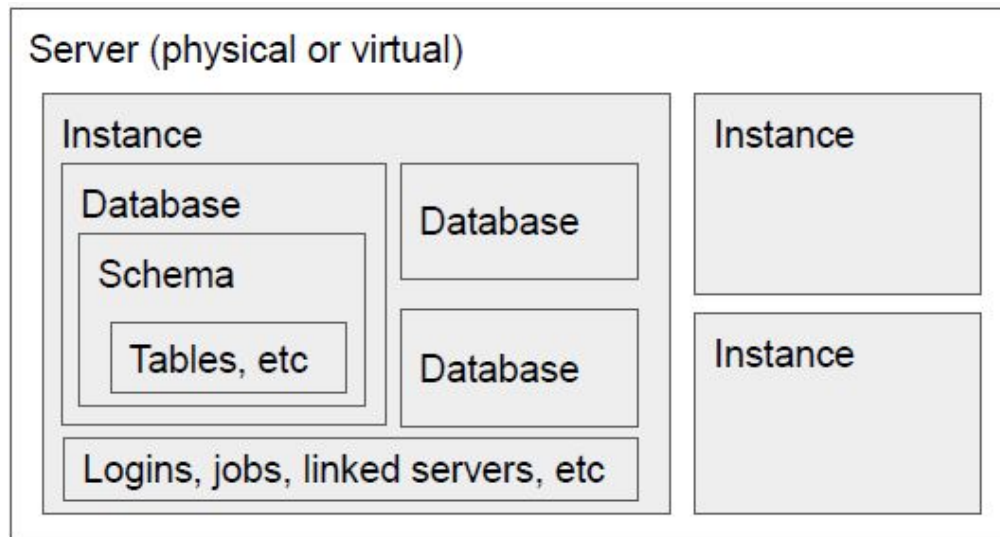 Server (physical or virtual)
Instance
Database
Schema
Tables, etc
Database
Database
Logins, jobs, linked servers, etc
Instance
Instance